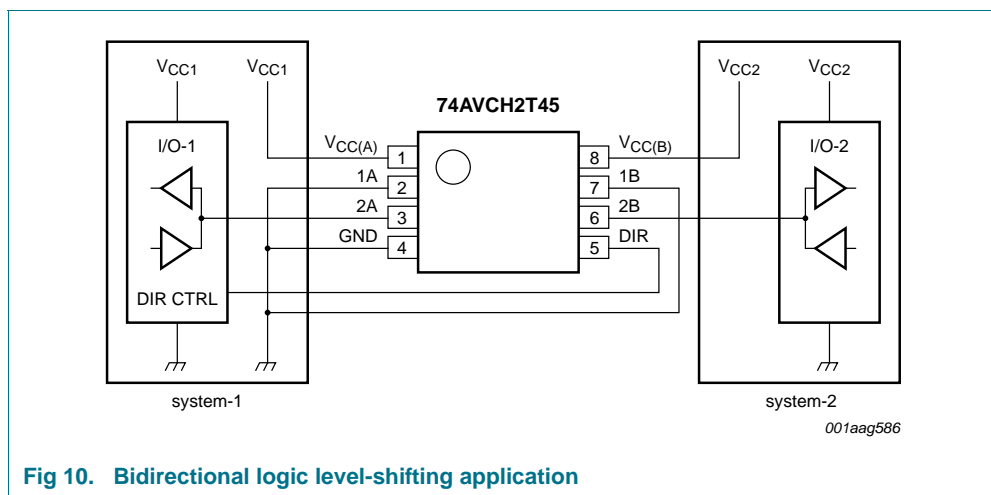 VCC1
VCC1
VCC2
VCC2
74AVCH2T45
I/O-1
I/O-2
VCC(A)
1
8
VCC(B)
1A
2
7
1B
2A
3
6
2B
GND
4
5
DIR
DIR CTRL
system-1
system-2
001aag586
Fig 10. Bidirectional logic level-shifting application